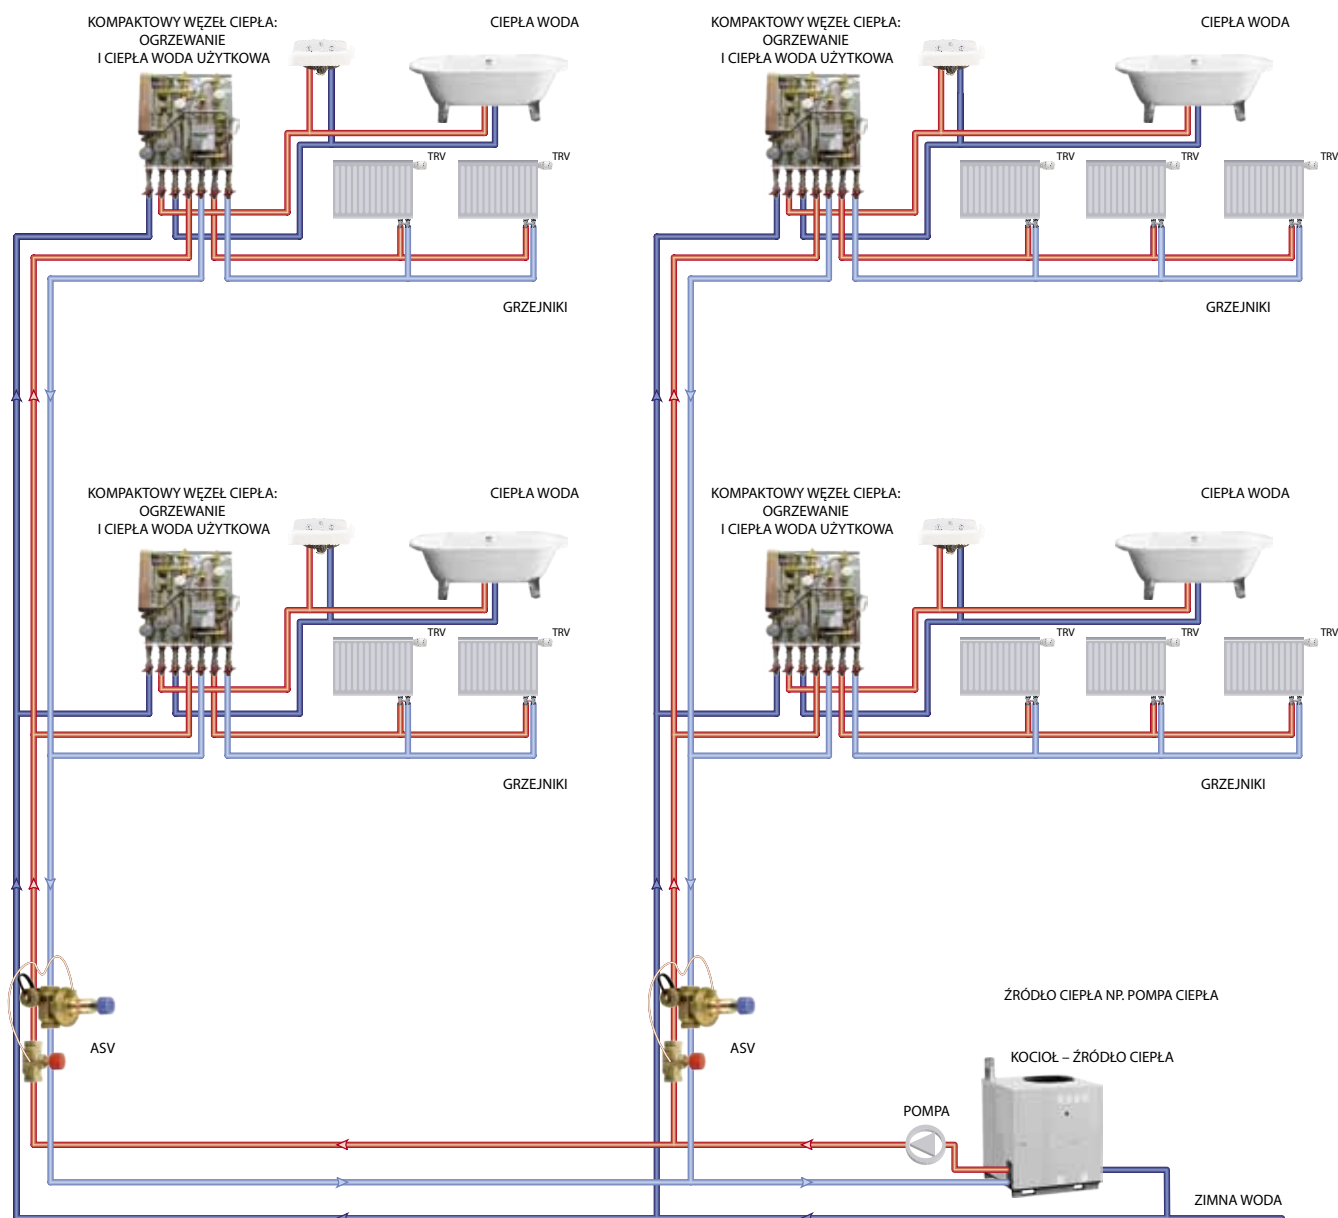 KOMPAKTOWY WĘZEŁ CIEPŁA:
OGRZEWANIE
I CIEPŁA WODA UŻYTKOWA
CIEPŁA WODA
KOMPAKTOWY WĘZEŁ CIEPŁA:
OGRZEWANIE
I CIEPŁA WODA UŻYTKOWA
CIEPŁA WODA
TRV
TRV
TRV
TRV
TRV
GRZEJNIKI
GRZEJNIKI
KOMPAKTOWY WĘZEŁ CIEPŁA:
OGRZEWANIE
I CIEPŁA WODA UŻYTKOWA
CIEPŁA WODA
KOMPAKTOWY WĘZEŁ CIEPŁA:
OGRZEWANIE
I CIEPŁA WODA UŻYTKOWA
CIEPŁA WODA
TRV
TRV
TRV
TRV
TRV
GRZEJNIKI
GRZEJNIKI
ŹRÓDŁO CIEPŁA NP. POMPA CIEPŁA
ASV
ASV
KOCIOŁ – ŹRÓDŁO CIEPŁA
POMPA
ZIMNA WODA